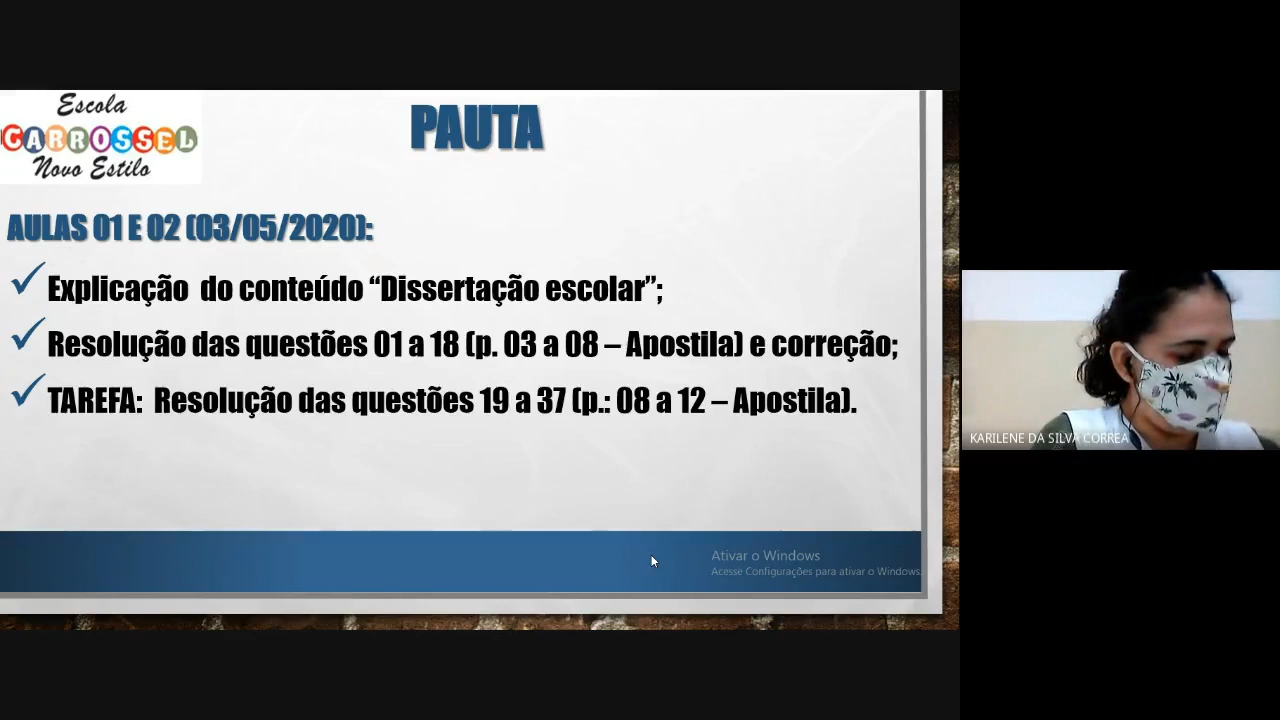 Escola
CARROSSEL
Novo Estilo
PAUTA
AULAS 01 E 02 (03/05/2020):
Explicação do conteúdo “Dissertação escolar”;
Resolução das questões 01 a 18 (p. 03 a 08 – Apostila) e correção;
TAREFA: Resolução das questões 19 a 37 (p.: 08 a 12 – Apostila).
Ativar o Windows
Acesse Configurações para ativar o Windows.
KARILENE DA SILVA CORREA